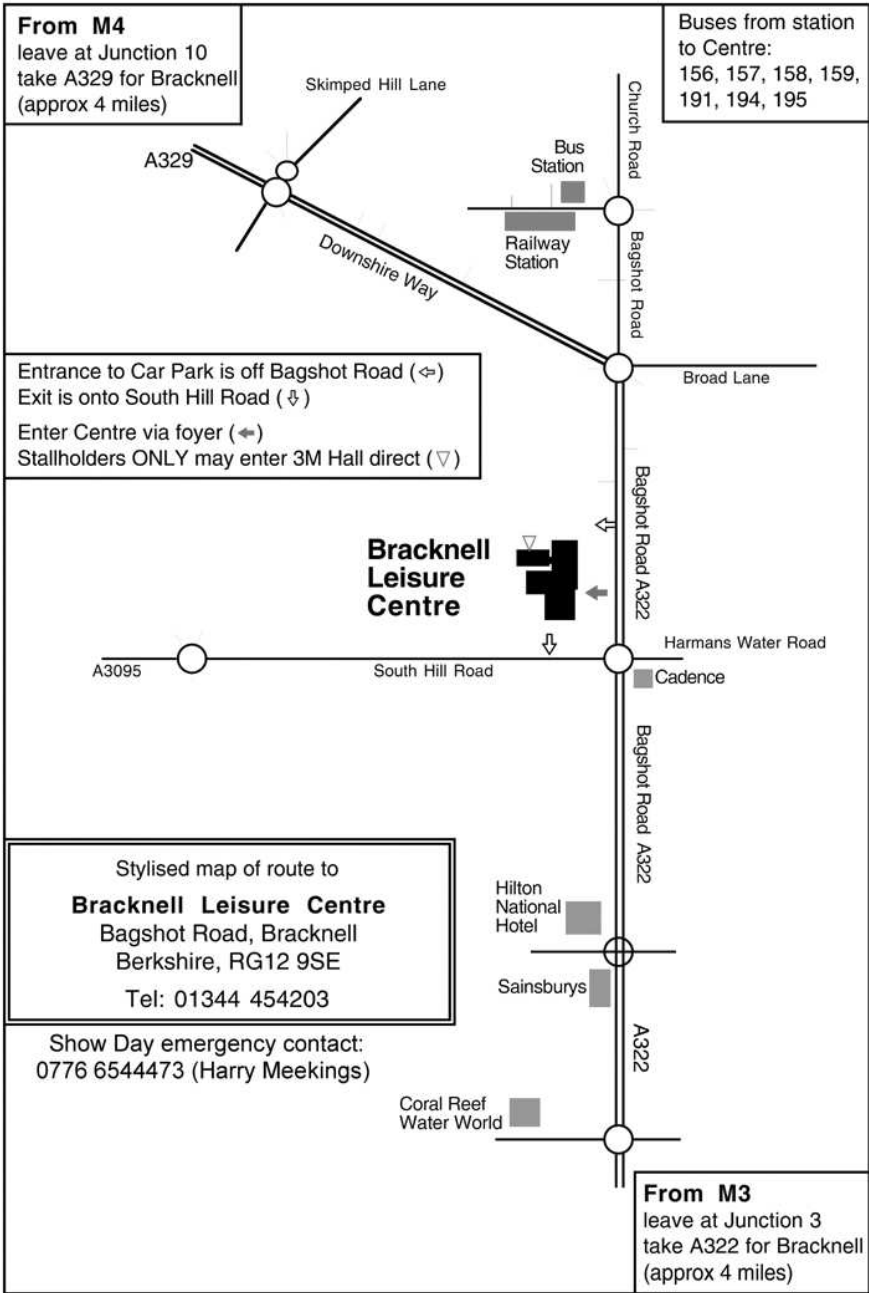 From M4
leave at Junction 10
take A329 for Bracknell
(approx 4 miles)
Buses from station
to Centre:
156, 157, 158, 159,
191, 194, 195
Skimped Hill Lane
Church Road
A329
Bus
Station
Railway
Station
Bagshot Road
Downshire Way
Broad Lane
Entrance to Car Park is off Bagshot Road (⇦)
Exit is onto South Hill Road (⇩)
Enter Centre via foyer (←)
Stallholders ONLY may enter 3M Hall direct (▽)
Bagshot Road A322
Bracknell
Leisure
Centre
Harmans Water Road
A3095
South Hill Road
Cadence
Bagshot Road A322
Stylised map of route to
Bracknell Leisure Centre
Bagshot Road, Bracknell
Berkshire, RG12 9SE
Tel: 01344 454203
Hilton
National
Hotel
Sainsburys
A322
Show Day emergency contact:
0776 6544473 (Harry Meekings)
Coral Reef
Water World
From M3
leave at Junction 3
take A322 for Bracknell
(approx 4 miles)